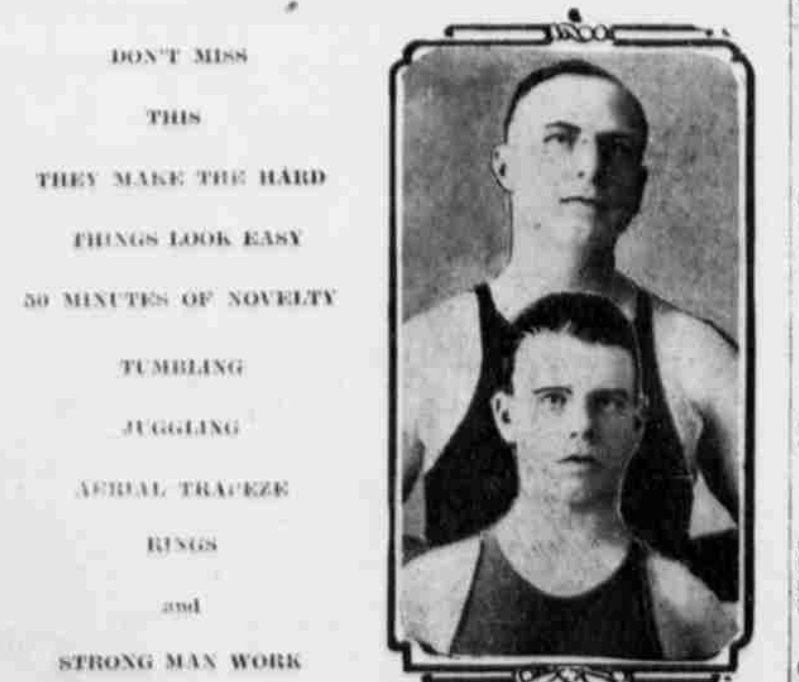 DON'T MISS
THIS
THEY MAKE THE HARD
THINGS LOOK EASY
50 MINUTES OF NOVELTY
TUMBLING
JUGGLING
AERIAL TRAPEZE
RINGS
and
STRONG MAN WORK